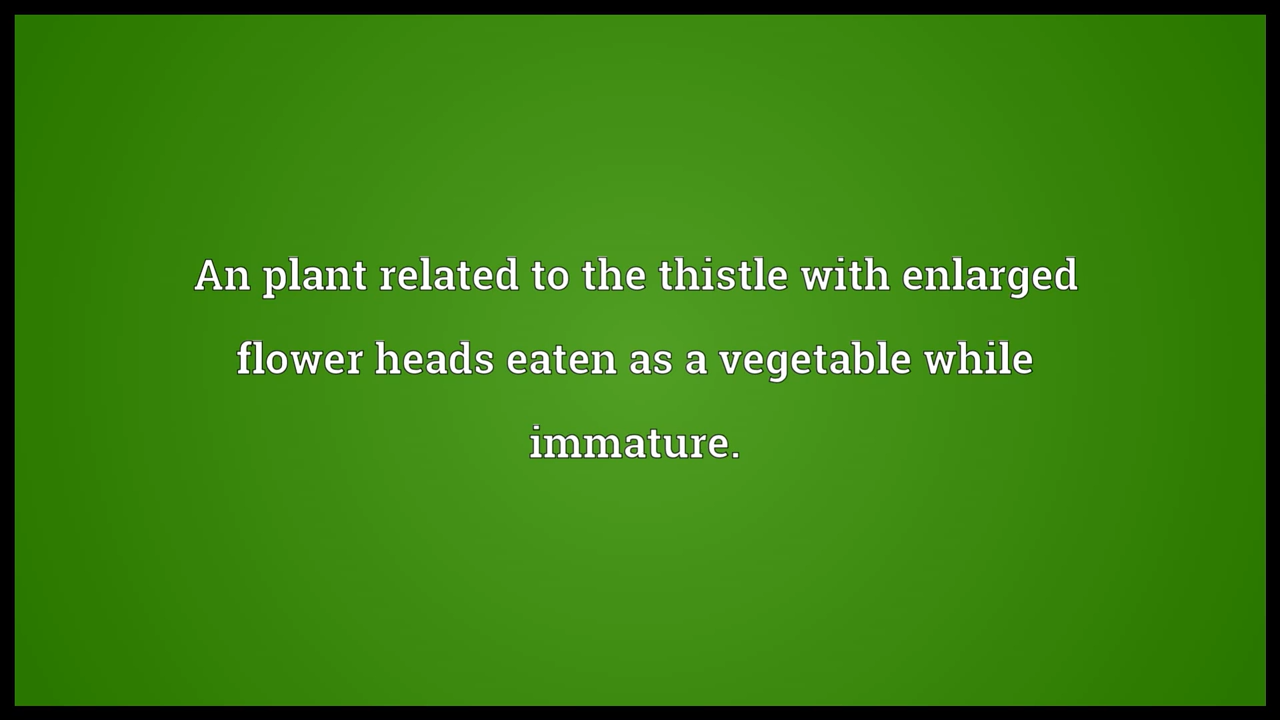 An plant related to the thistle with enlarged
flower heads eaten as a vegetable while
immature.